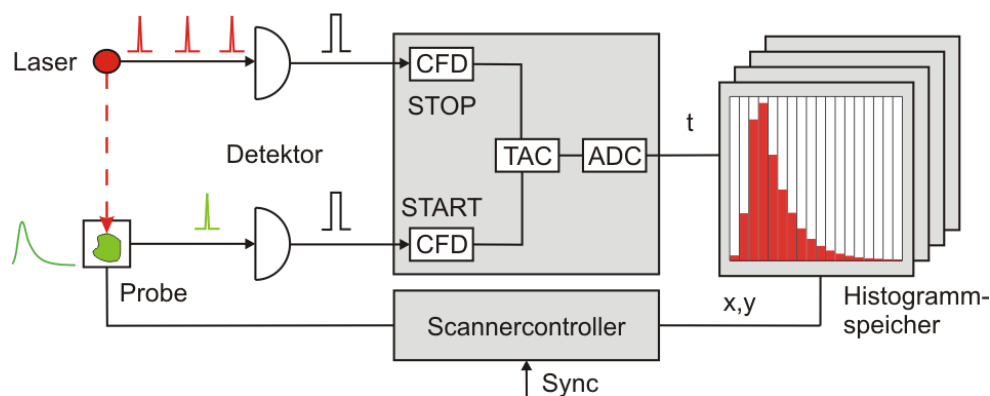 Laser
CFD
STOP
t
Detektor
TAC
ADC
START
CFD
Probe
x,y
Histogramm-
speicher
Scannercontroller
Sync